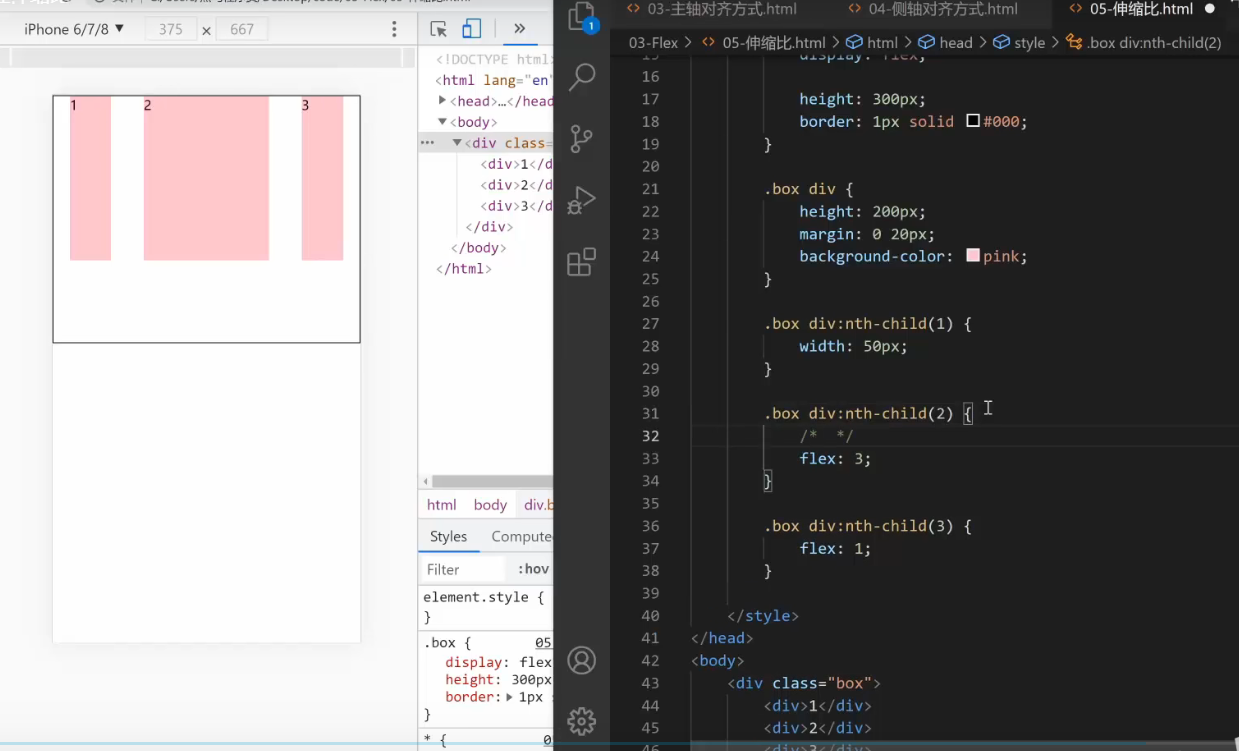 iPhone 6/7/8 ▼ 375 × 667
1 2 3
<!DOCTYPE html>
<html lang="en"
▶<head>…</head
▼<body>
… ▼<div class=
<div>1</d
<div>2</d
<div>3</d
</div>
</body>
</html>
html body div.b
Styles Compute
Filter :hov
element.style {
}
.box { 05
display: flex
height: 300px
border:▶ 1px
}
* { 0
1
03-主轴对齐方式.html 04-侧轴对齐方式.html 05-伸缩比.html
03-Flex > 05-伸缩比.html > html > head > style > .box div:nth-child(2)
15 display: flex;
16
17 height: 300px;
18 border: 1px solid #000;
19 }
20
21 .box div {
22 height: 200px;
23 margin: 0 20px;
24 background-color: pink;
25 }
26
27 .box div:nth-child(1) {
28 width: 50px;
29 }
30
31 .box div:nth-child(2) {
32 /* */
33 flex: 3;
34 }
35
36 .box div:nth-child(3) {
37 flex: 1;
38 }
39
40 </style>
41 </head>
42 <body>
43 <div class="box">
44 <div>1</div>
45 <div>2</div>
46 <div>3</div>